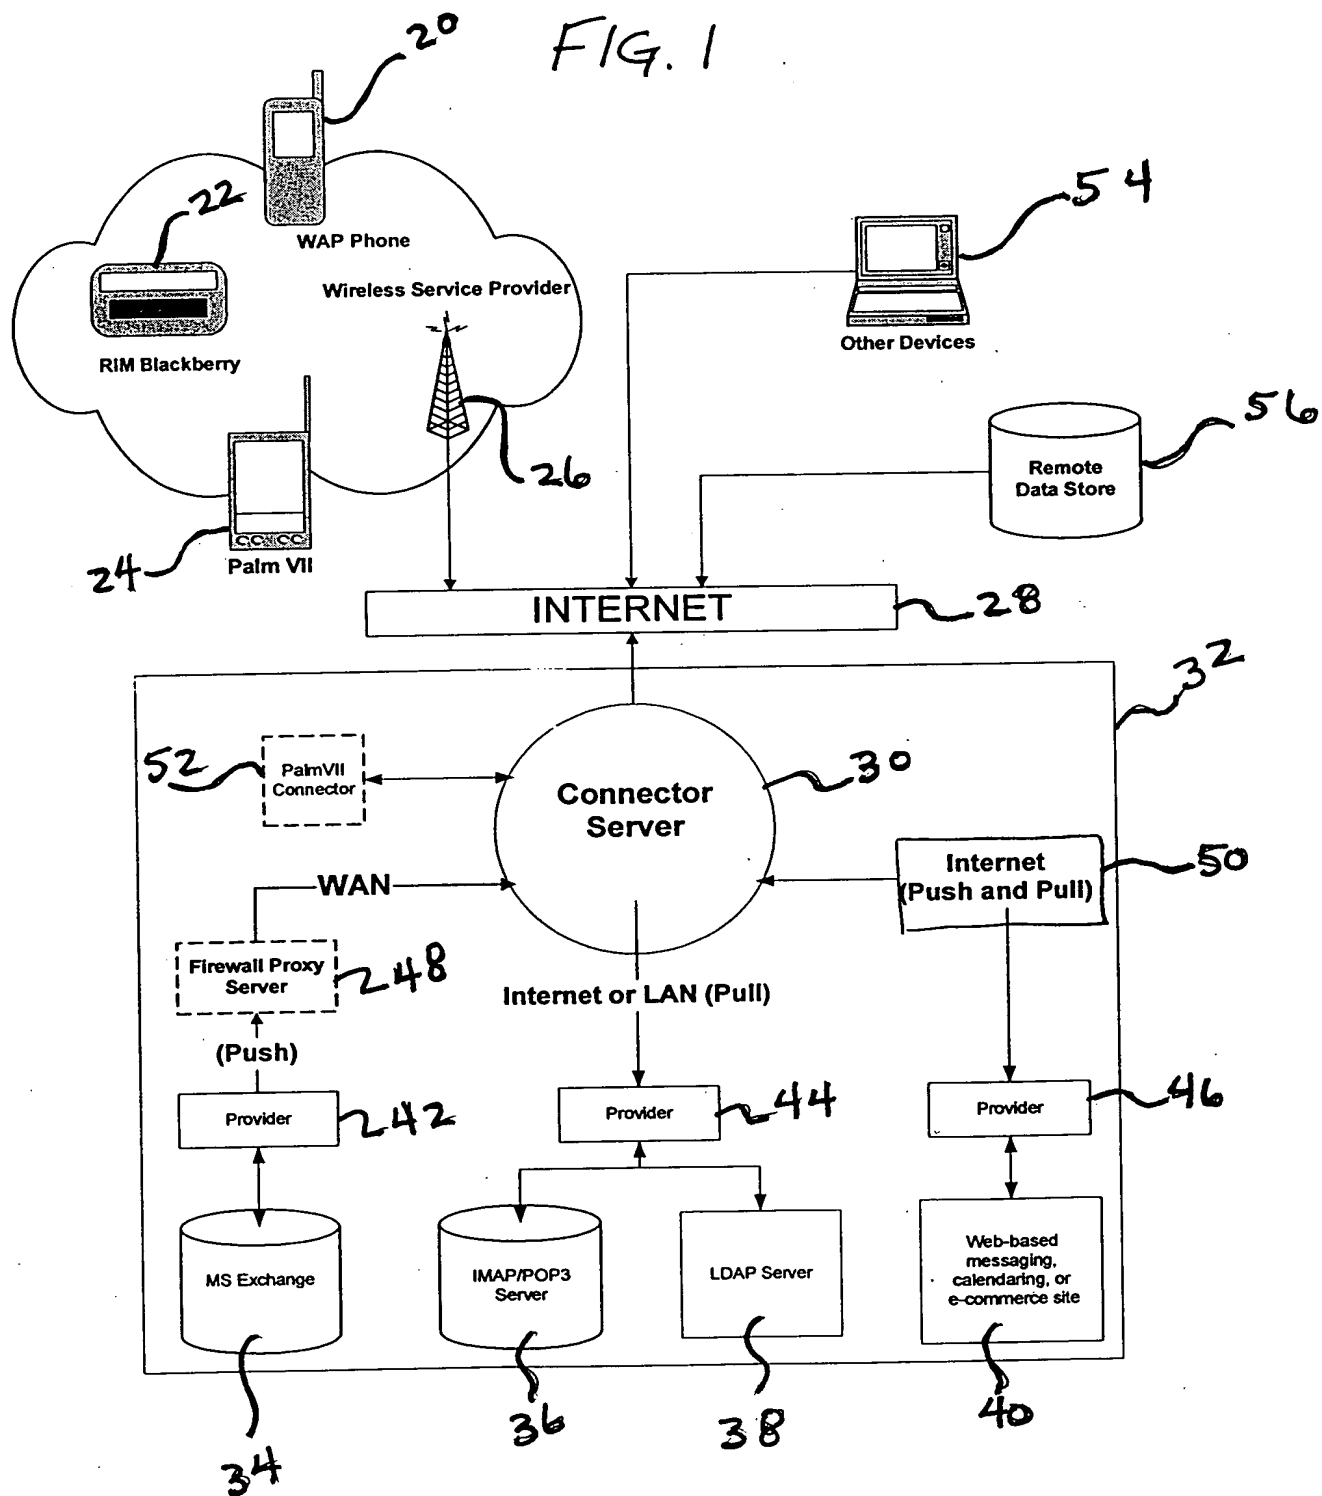 FIG. 1
20
22
WAP Phone
54
Wireless Service Provider
Other Devices
RIM Blackberry
56
Remote
Data Store
26
24
Palm VII
INTERNET
28
32
52
PalmVII
Connector
30
Connector
Server
Internet
(Push and Pull)
50
WAN
Firewall Proxy
Server
48
Internet or LAN (Pull)
(Push)
Provider
42
Provider
44
Provider
46
MS Exchange
IMAP/POP3
Server
LDAP Server
Web-based
messaging,
calendaring, or
e-commerce site
34
36
38
40